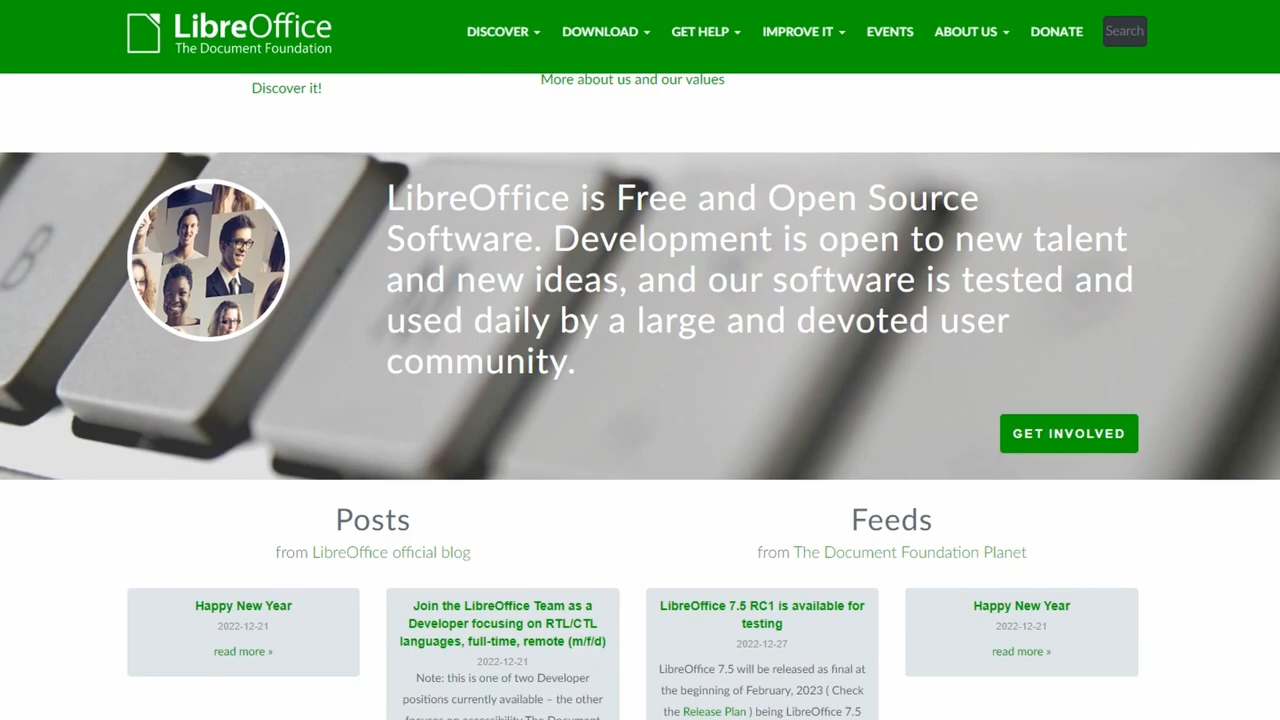 LibreOffice
The Document Foundation
DISCOVER
DOWNLOAD
GET HELP
IMPROVE IT
EVENTS
ABOUT US
DONATE
Search
Discover it!
More about us and our values
B
LibreOffice is Free and Open Source
Software. Development is open to new talent
and new ideas, and our software is tested and
used daily by a large and devoted user
community.
GET INVOLVED
Posts
from LibreOffice official blog
Feeds
from The Document Foundation Planet
Happy New Year
2022-12-21
read more »
Join the LibreOffice Team as a
Developer focusing on RTL/CTL
languages, full-time, remote (m/f/d)
2022-12-21
Note: this is one of two Developer
positions currently available – the other
focuses on accessibility The Document
LibreOffice 7.5 RC1 is available for
testing
2022-12-27
LibreOffice 7.5 will be released as final at
the beginning of February, 2023 ( Check
the Release Plan ) being LibreOffice 7.5
Happy New Year
2022-12-21
read more »